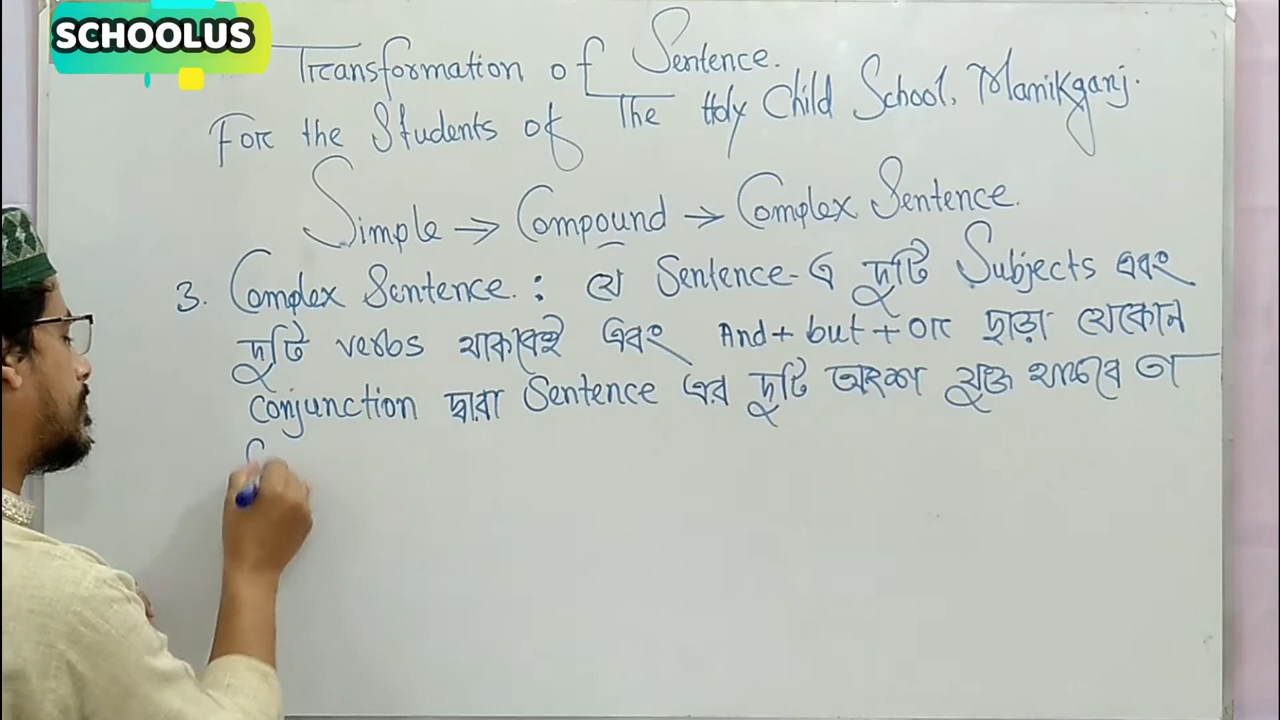 SCHOOLUS
Transformation of Sentence.
For the Students of The Holy Child School, Manikganj.
Simple → Compound → Complex Sentence.
3. Complex Sentence : যে Sentence-এ দুটি Subjects এবং
দুটি verbs থাকবেই এবং And + but + or ছাড়া যেকোন
conjunction দ্বারা Sentence এর দুটি অংশ যুক্ত থাকবে তা
C